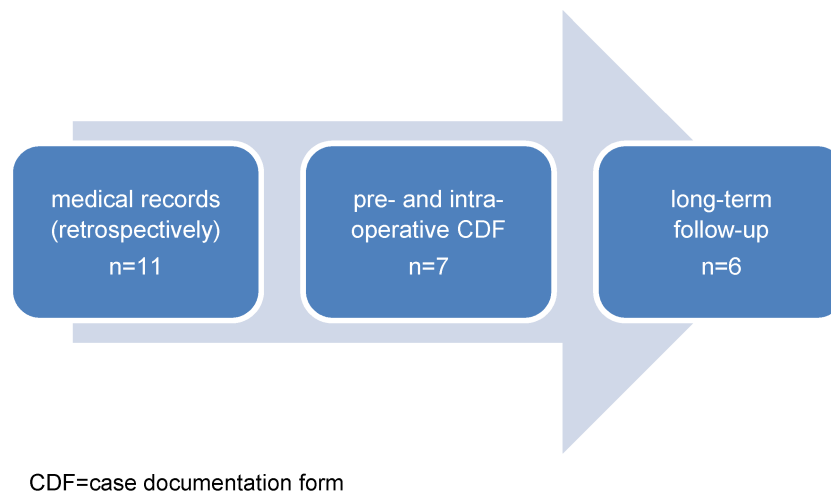 medical records
(retrospectively)
n=11
pre- and intra-
operative CDF
n=7
long-term
follow-up
n=6
CDF=case documentation form